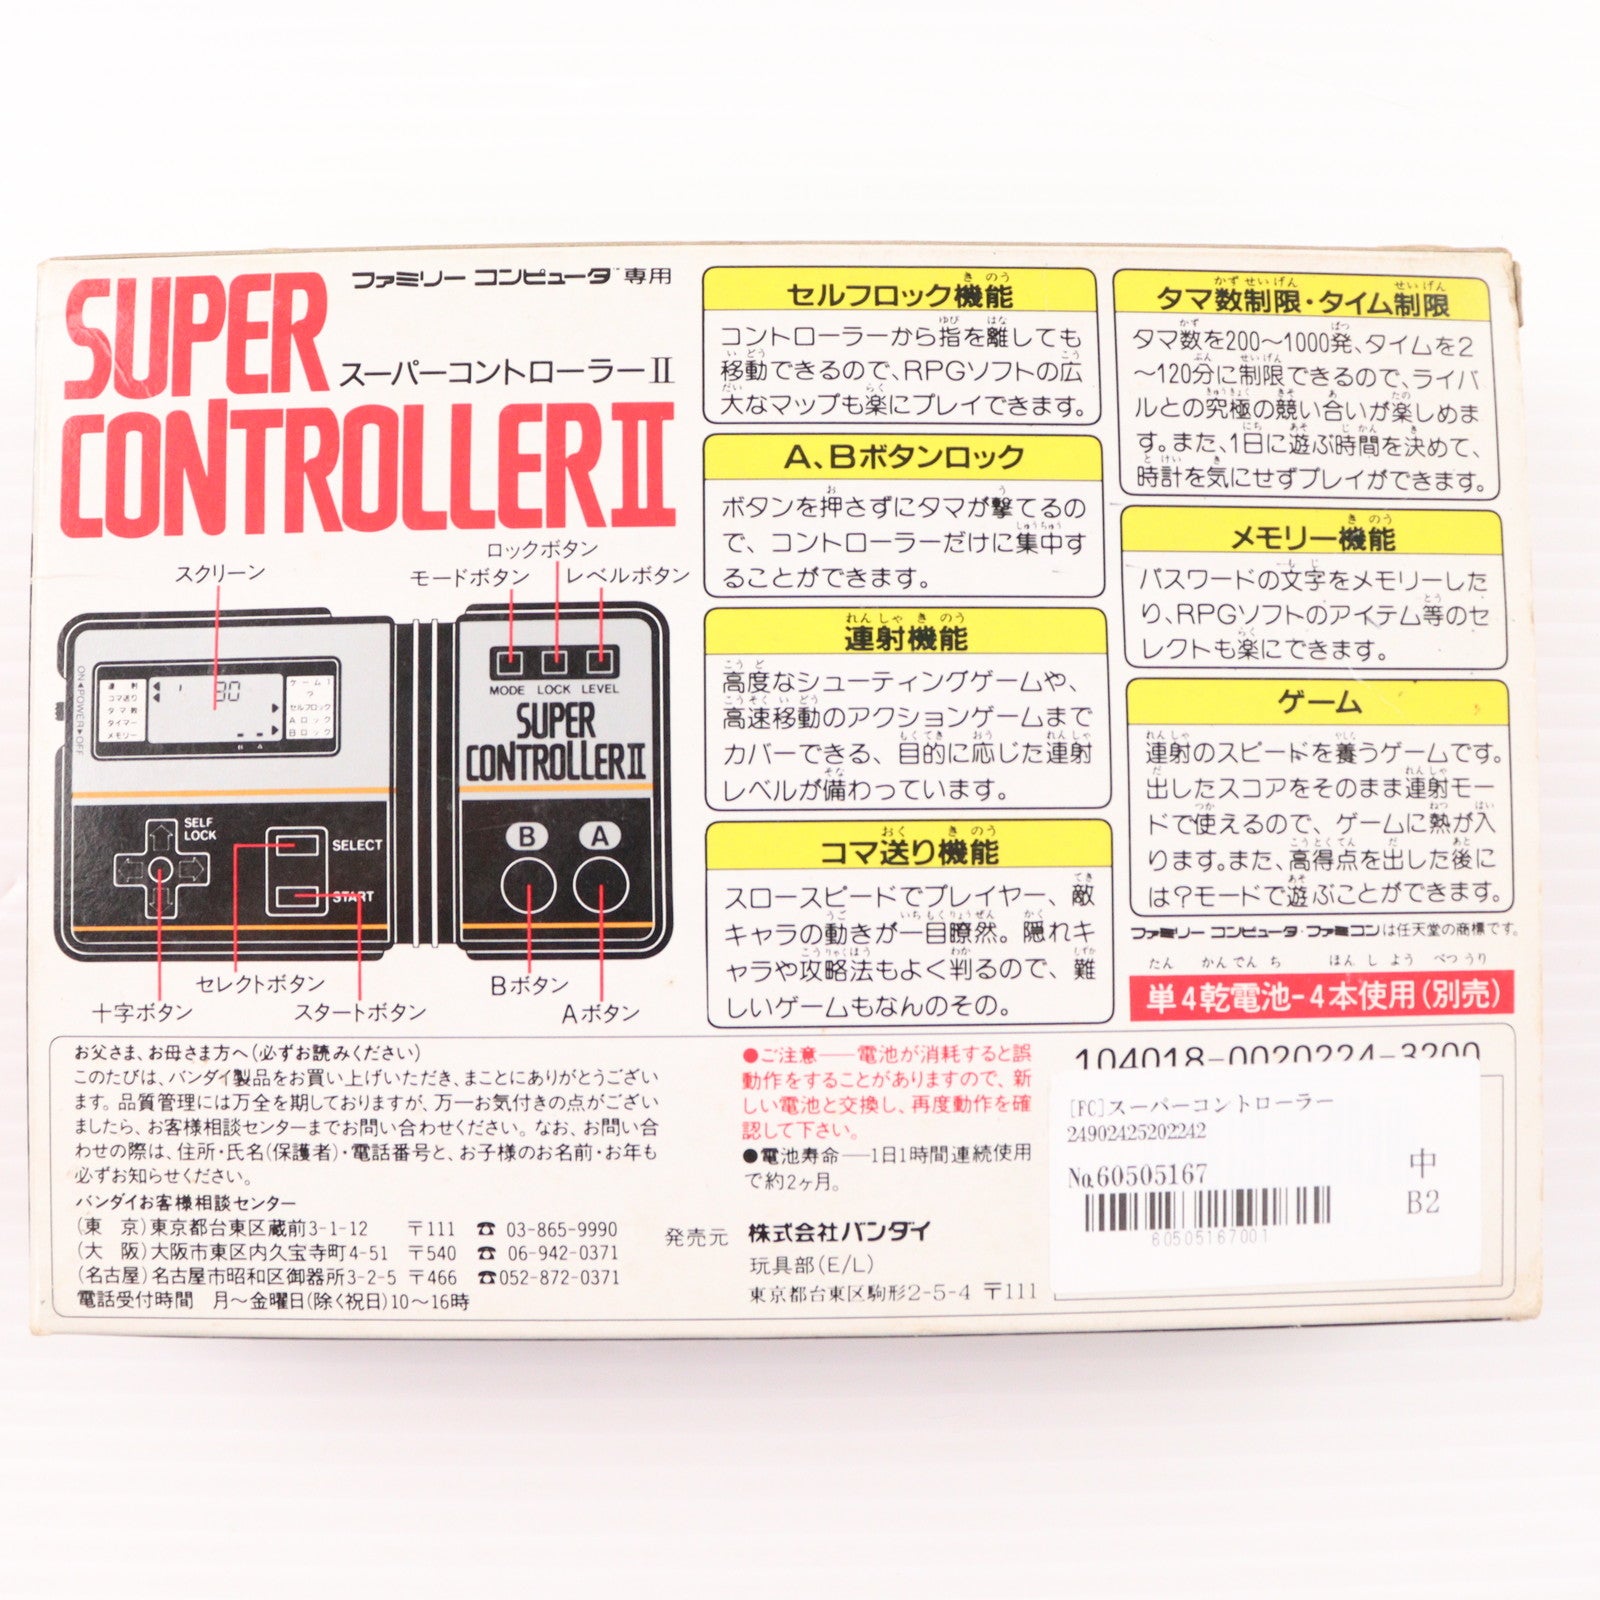 SUPER
CONTROLLER II
ファミリー コンピュータ専用
スーパーコントローラーⅡ
スクリーン
ロックボタン
モードボタン
レベルボタン
ON▲POWER▼OFF
連射
コマ送り
タマ数
タイマー
メモリー
30
B A
ゲーム1
?
セルフロック
Aロック
Bロック
MODE LOCK LEVEL
SUPER
CONTROLLER II
SELF
LOCK
SELECT
START
B A
セレクトボタン
十字ボタン
スタートボタン
Bボタン
Aボタン
セルフロック機能
コントローラーから指を離しても
移動できるので、RPGソフトの広
大なマップも楽にプレイできます。
A、Bボタンロック
ボタンを押さずにタマが撃てるの
で、コントローラーだけに集中す
ることができます。
連射機能
高度なシューティングゲームや、
高速移動のアクションゲームまで
カバーできる、目的に応じた連射
レベルが備わっています。
コマ送り機能
スロースピードでプレイヤー、敵
キャラの動きが一目瞭然。隠れキ
ャラや攻略法もよく判るので、難
しいゲームもなんのその。
タマ数制限・タイム制限
タマ数を200〜1000発、タイムを2
〜120分に制限できるので、ライバ
ルとの究極の競い合いが楽しめま
す。また、1日に遊ぶ時間を決めて、
時計を気にせずプレイができます。
メモリー機能
パスワードの文字をメモリーした
り、RPGソフトのアイテム等のセ
レクトも楽にできます。
ゲーム
連射のスピードを養うゲームです。
出したスコアをそのまま連射モー
ドで使えるので、ゲームに熱が入
ります。また、高得点を出した後に
は?モードで遊ぶことができます。
ファミリー コンピュータ・ファミコンは任天堂の商標です。
単4乾電池-4本使用(別売)
お父さま、お母さま方へ(必ずお読みください)
このたびは、バンダイ製品をお買い上げいただき、まことにありがとうござい
ます。品質管理には万全を期しておりますが、万一お気付きの点がござい
ましたら、お客様相談センターまでお問い合わせください。なお、お問い合
わせの際は、住所・氏名(保護者)・電話番号と、お子様のお名前・お年も
必ずお知らせください。
バンダイお客様相談センター
(東 京)東京都台東区蔵前3-1-12 〒111 ☎ 03-865-9990
(大 阪)大阪市東区内久宝寺町4-51 〒540 ☎ 06-942-0371
(名古屋)名古屋市昭和区御器所3-2-5 〒466 ☎052-872-0371
電話受付時間 月〜金曜日(除く祝日)10〜16時
●ご注意――電池が消耗すると誤
動作をすることがありますので、新
しい電池と交換し、再度動作を確
認して下さい。
●電池寿命――1日1時間連続使用
で約2ヶ月。
発売元 株式会社バンダイ
玩具部(E/L)
東京都台東区駒形2-5-4 〒111
104018-0020224-3200
[FC]スーパーコントローラー
24902425202242
No.60505167
中
B2
60505167001